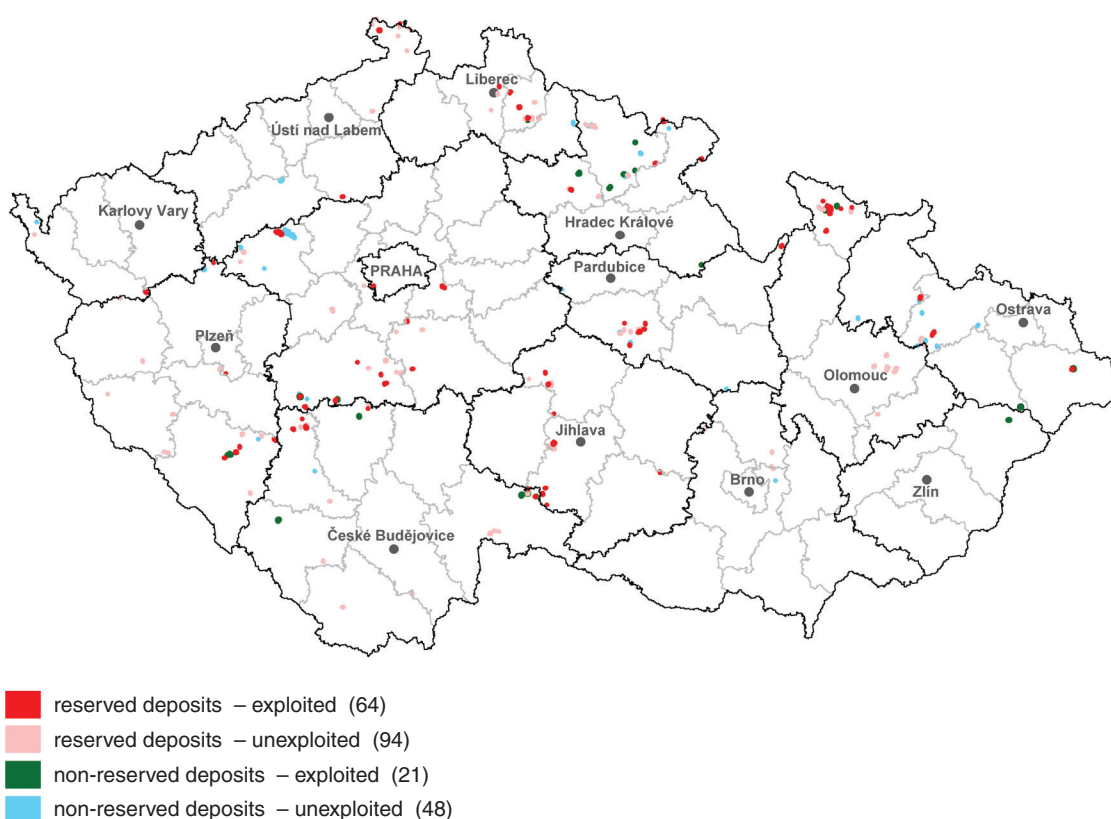 Liberec
Ústí nad Labem
Karlovy Vary
Hradec Králové
PRAHA
Pardubice
Ostrava
Plzeň
Olomouc
Jihlava
Brno
Zlín
České Budějovice
reserved deposits – exploited (64)
reserved deposits – unexploited (94)
non-reserved deposits – exploited (21)
non-reserved deposits – unexploited (48)